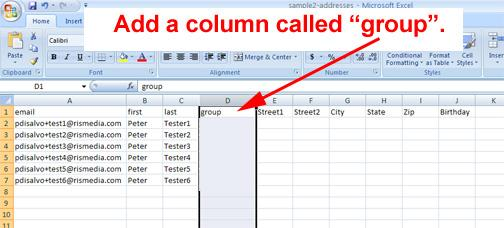 sample2-addresses - Microsoft Excel
Add a column called “group”.
Home
Calibri
Paste
Clipboard
Font
Merge & Center
Alignment
Number
Conditional Formatting
Format as Table
Cell Styles
Styles
D1 fx group
A B C D E F G H I J K
1 email first last group Street1 Street2 City State Zip Birthday
2 pdisalvo+test1@rismedia.com Peter Tester1
3 pdisalvo+test2@rismedia.com Peter Tester2
4 pdisalvo+test3@rismedia.com Peter Tester3
5 pdisalvo+test4@rismedia.com Peter Tester4
6 pdisalvo+test5@rismedia.com Peter Tester5
7 pdisalvo+test6@rismedia.com Peter Tester6
8
9
10
11